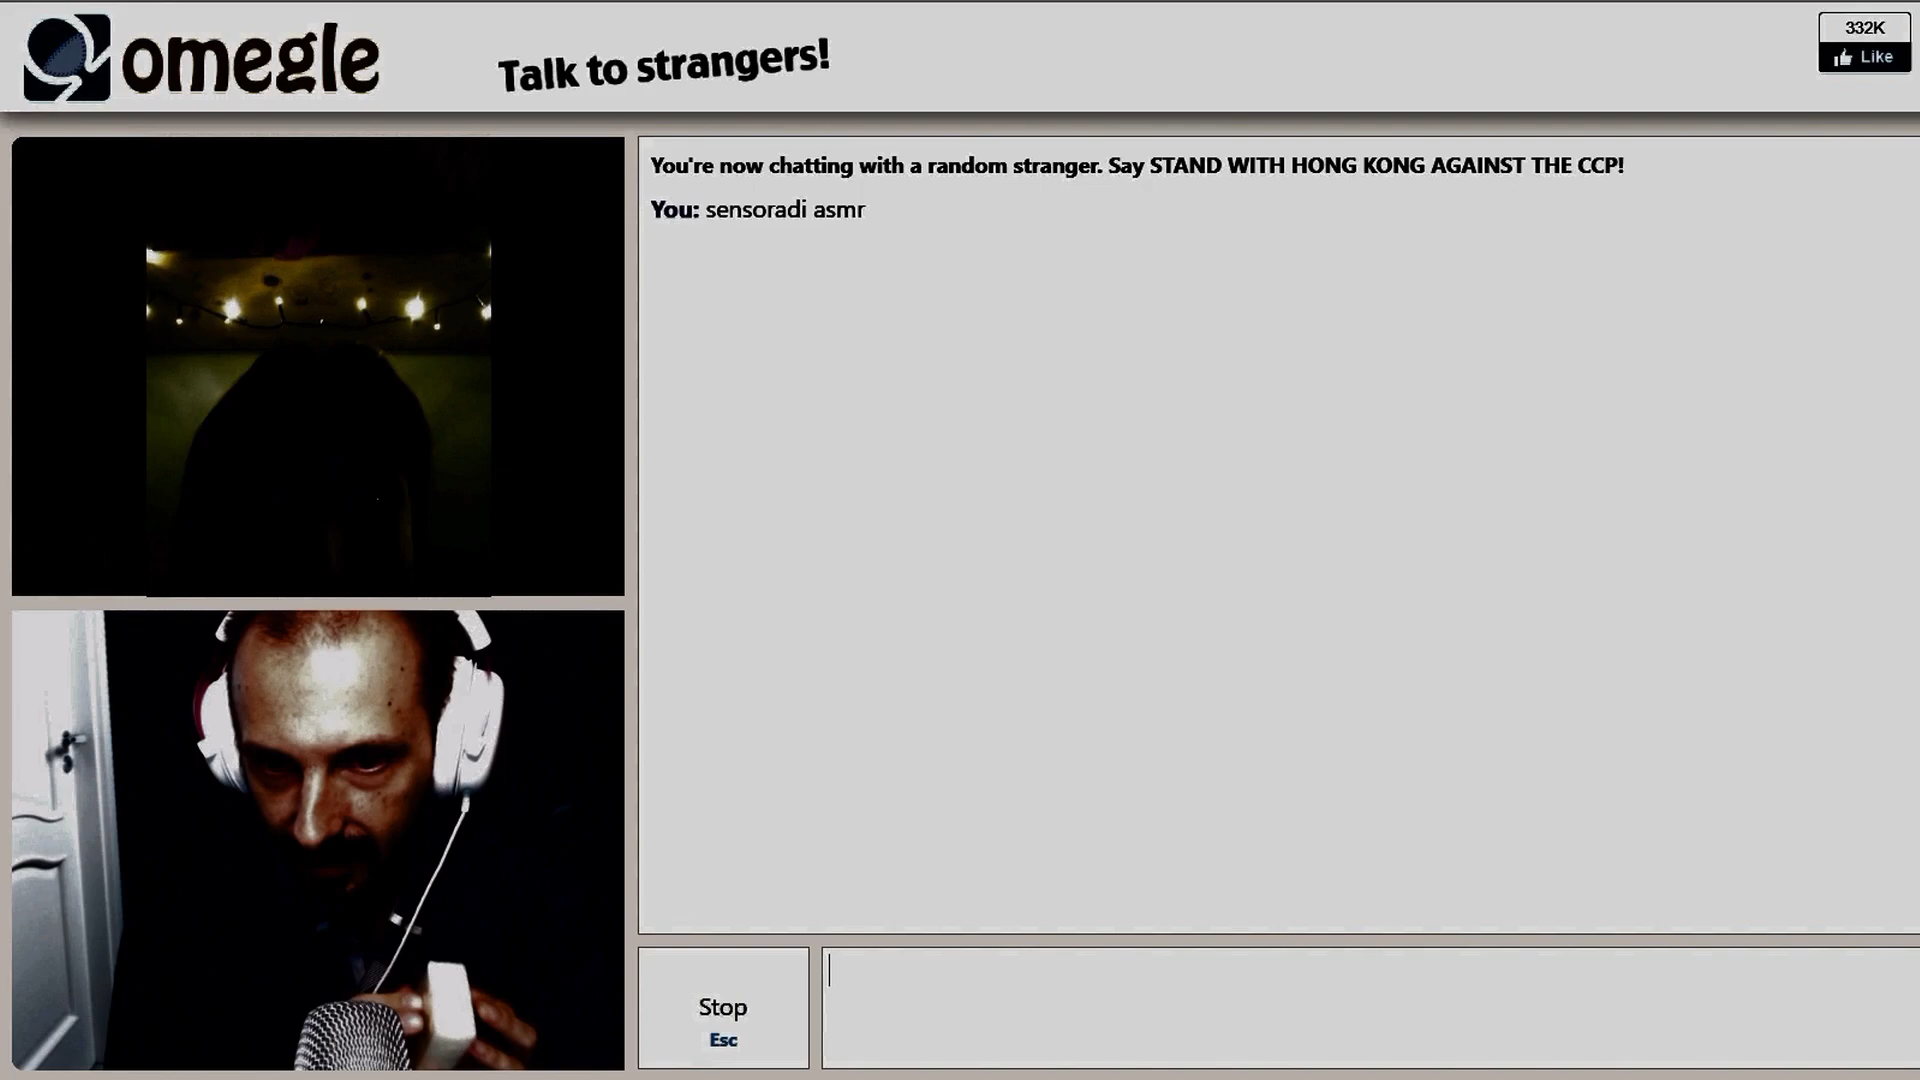 omegle
Talk to strangers!
332K
Like
You're now chatting with a random stranger. Say STAND WITH HONG KONG AGAINST THE CCP!
You: sensoradi asmr
Stop
Esc